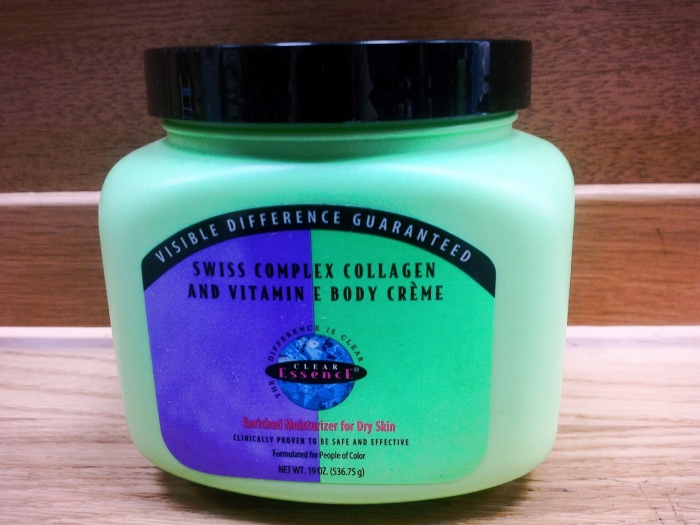 VISIBLE DIFFERENCE GUARANTEED
SWISS COMPLEX COLLAGEN
AND VITAMIN E BODY CRÈME
THE DIFFERENCE IS CLEAR
CLEAR
EssencE®
Enriched Moisturizer for Dry Skin
CLINICALLY PROVEN TO BE SAFE AND EFFECTIVE
Formulated for People of Color
NET WT. 19 OZ. (536.75 g)